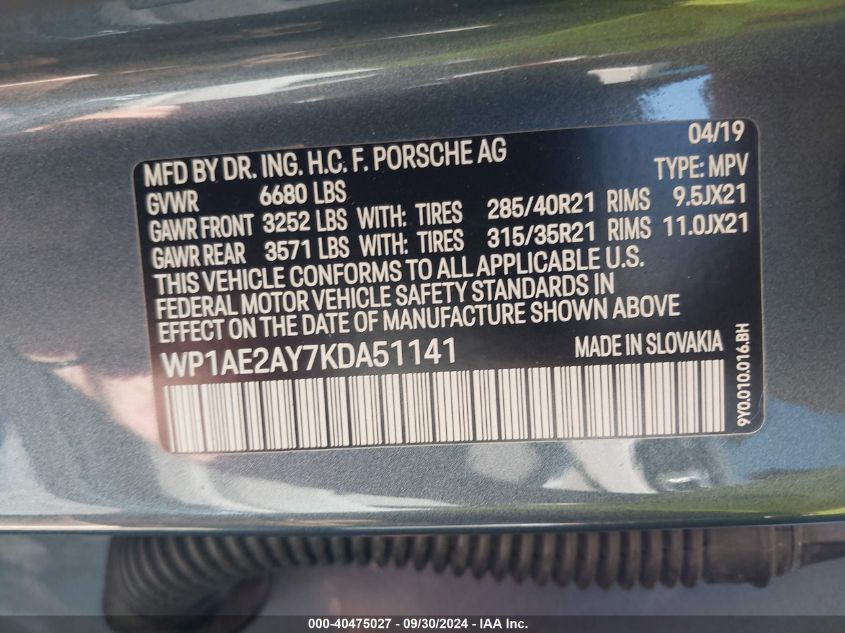 04/19
MFD BY DR. ING. H.C. F. PORSCHE AG TYPE: MPV
GVWR 6680 LBS
GAWR FRONT 3252 LBS WITH: TIRES 285/40R21 RIMS 9.5JX21
GAWR REAR 3571 LBS WITH: TIRES 315/35R21 RIMS 11.0JX21
THIS VEHICLE CONFORMS TO ALL APPLICABLE U.S.
FEDERAL MOTOR VEHICLE SAFETY STANDARDS IN
EFFECT ON THE DATE OF MANUFACTURE SHOWN ABOVE
WP1AE2AY7KDA51141 MADE IN SLOVAKIA
9Y0.010.016.BH
000-40475027 - 09/30/2024 - IAA Inc.